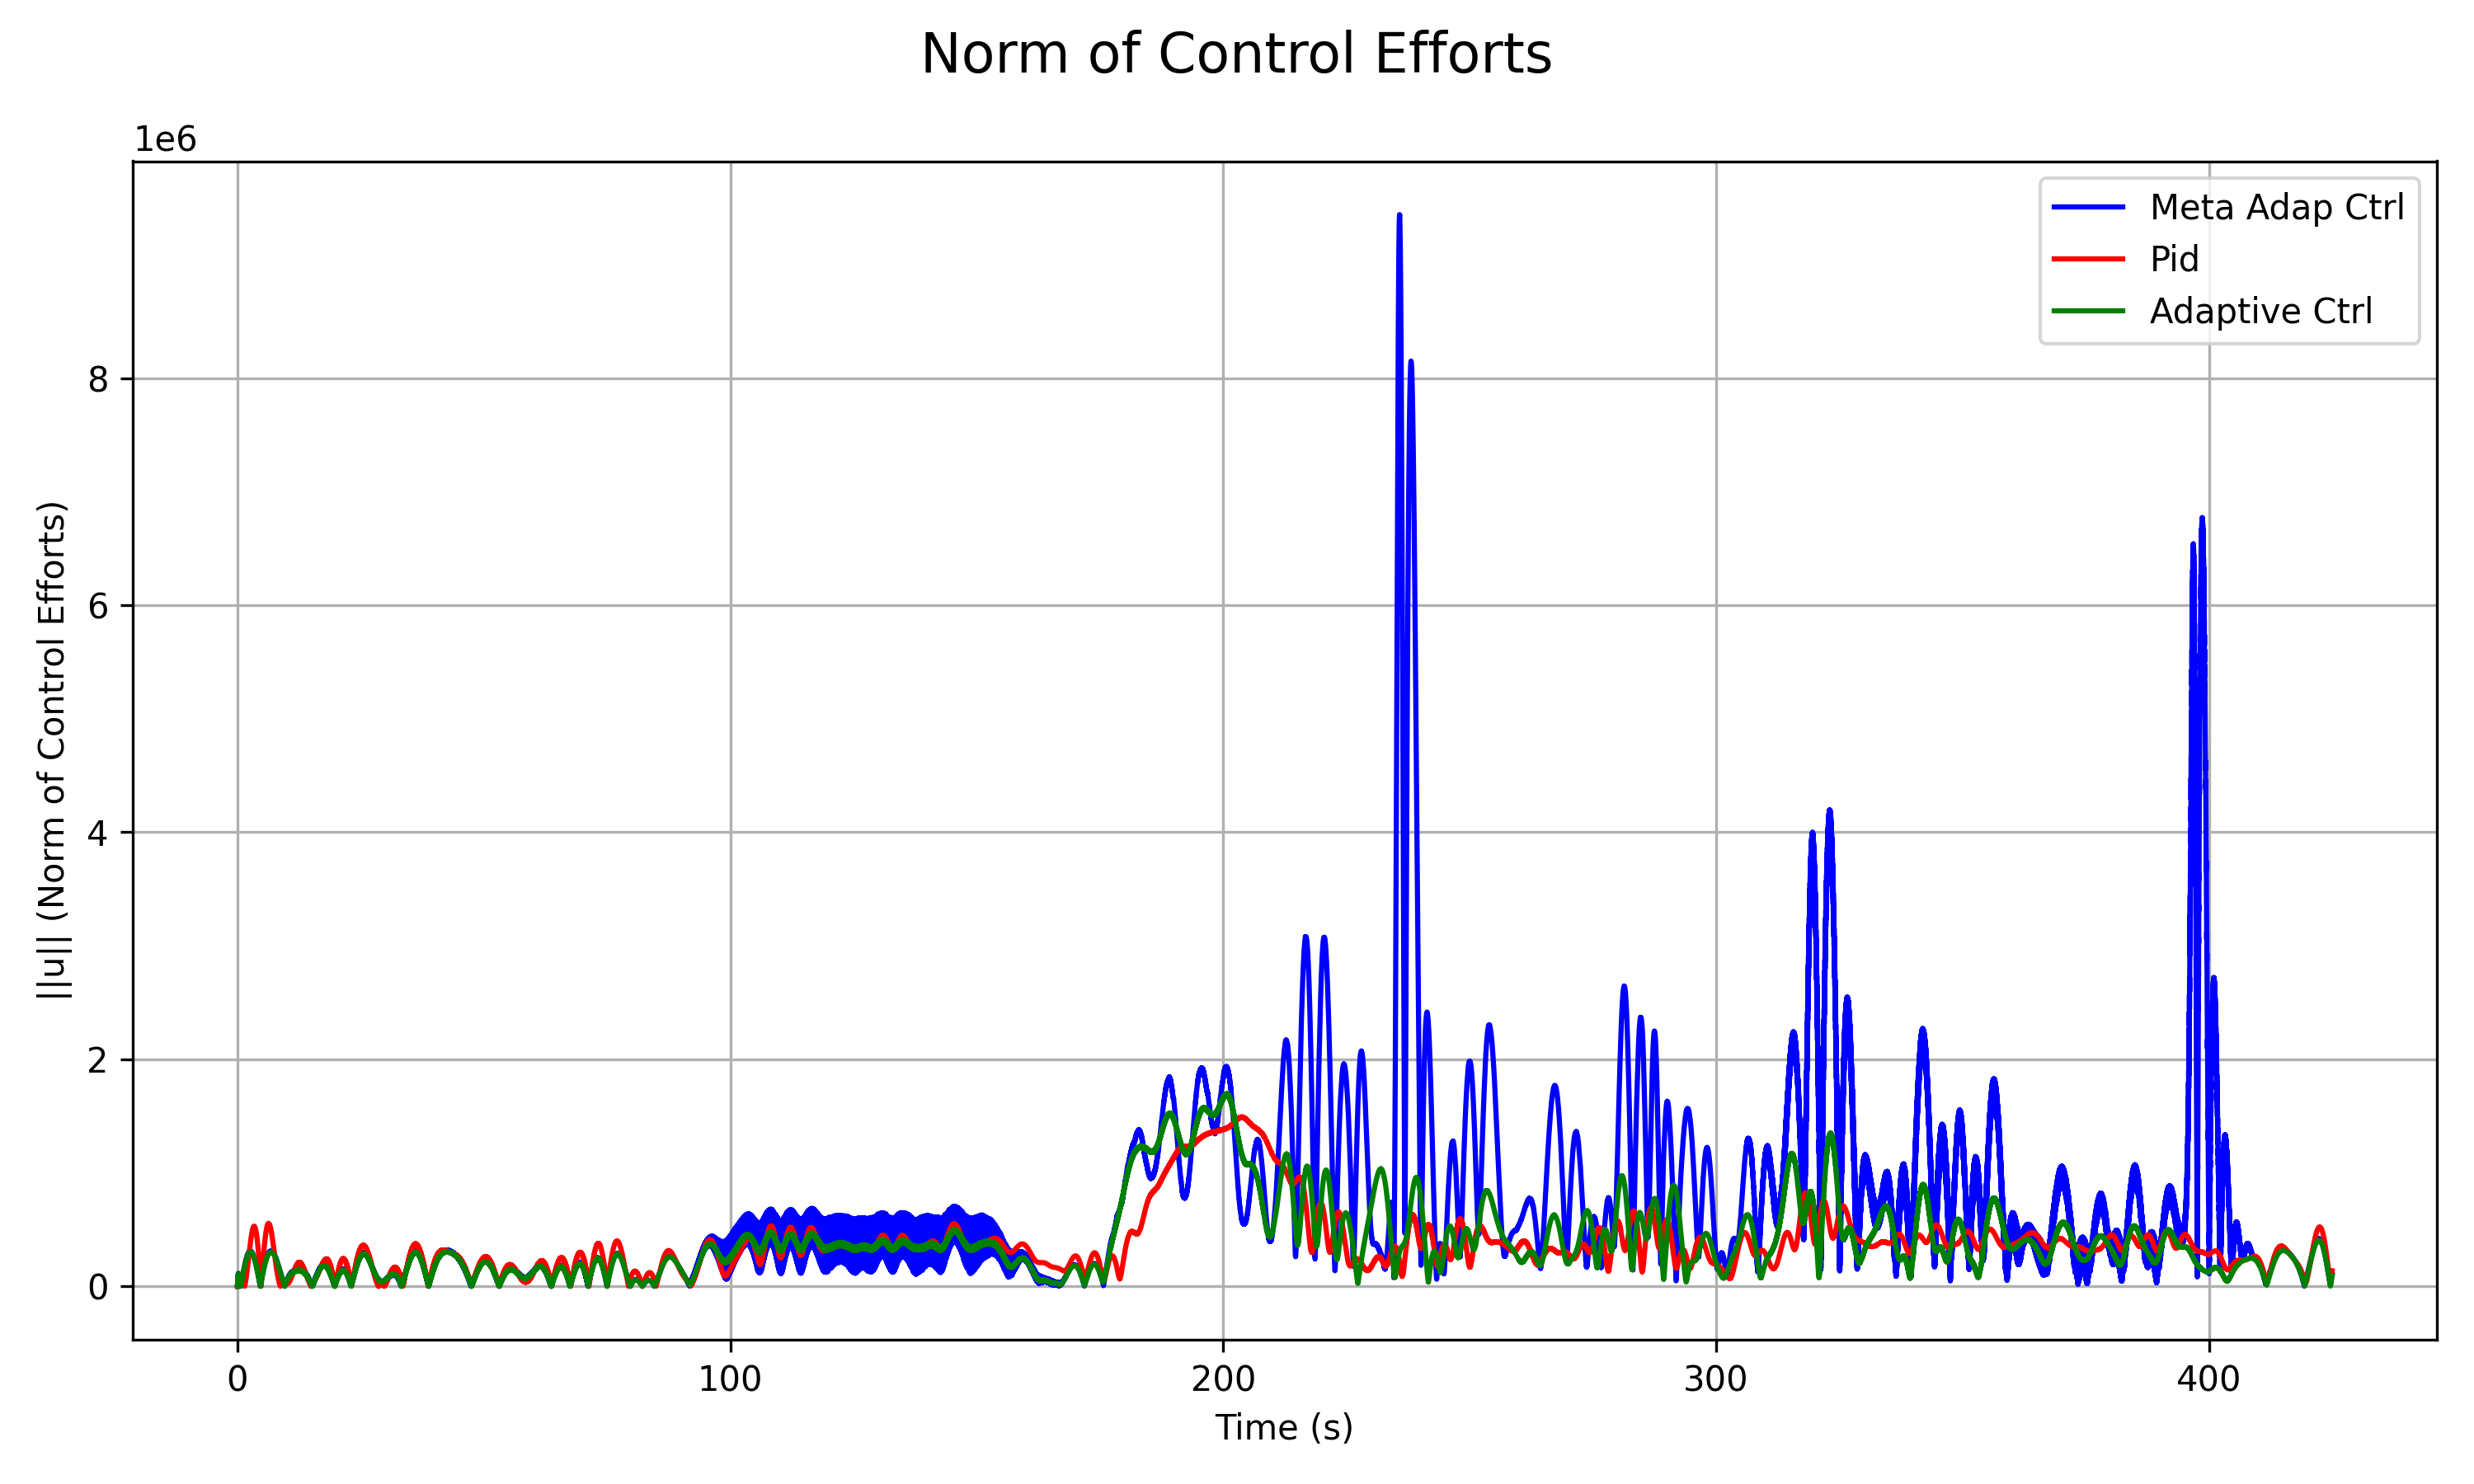 Norm of Control Efforts
1e6
Meta Adap Ctrl
Pid
Adaptive Ctrl
||u|| (Norm of Control Efforts)
8
6
4
2
0
0 100 200 300 400
Time (s)